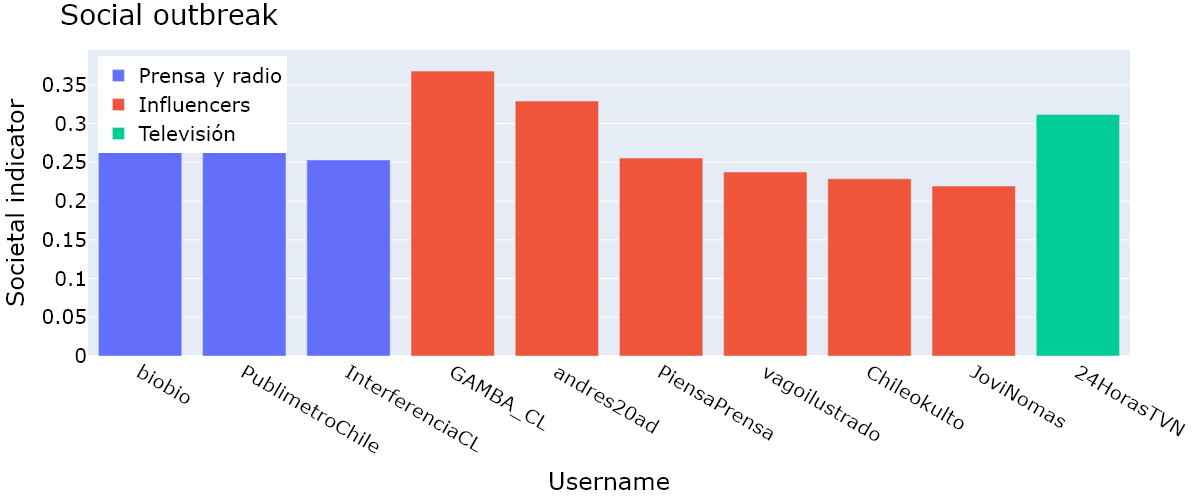 Social outbreak
Prensa y radio
Influencers
Televisión
Societal indicator
0.35
0.3
0.25
0.2
0.15
0.1
0.05
0
biobio
PublimetroChile
InterferenciaCL
GAMBA_CL
andres20ad
PiensaPrensa
vagoilustrado
Chileokulto
JoviNomas
24HorasTVN
Username